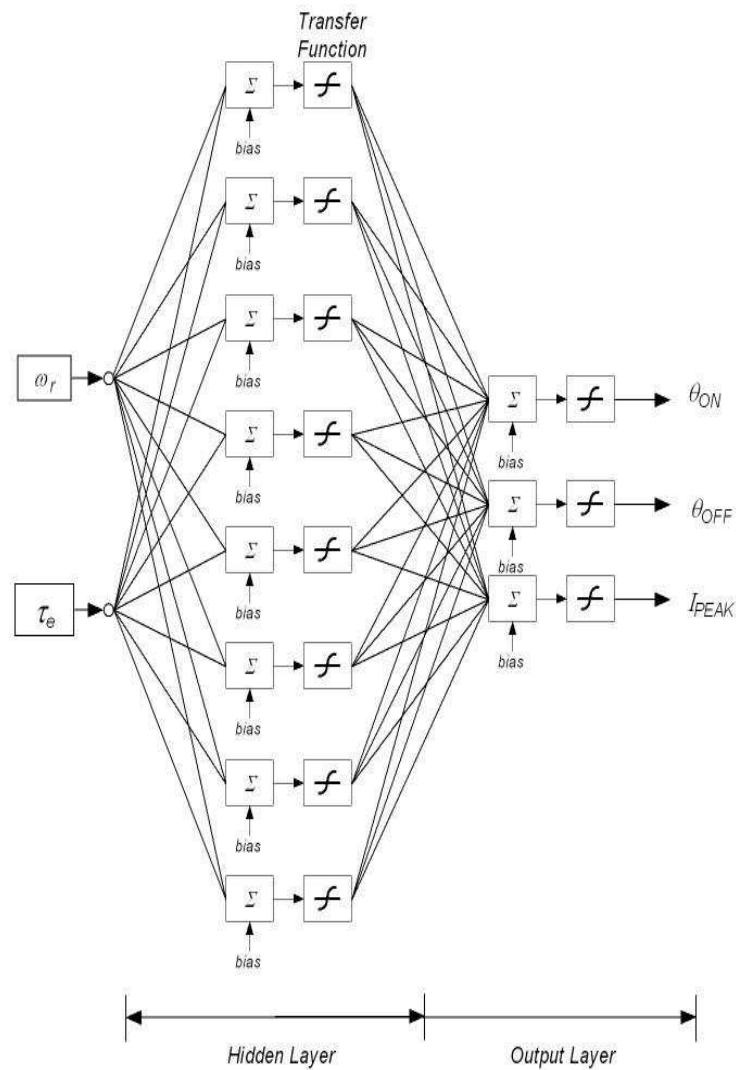 Transfer
Function
Σ
bias
Σ
bias
Σ
bias
ω_r
Σ
bias
Σ
bias
τ_e
Σ
bias
Σ
bias
Σ
bias
Σ
bias
θ_ON
Σ
bias
θ_OFF
Σ
bias
I_PEAK
Hidden Layer
Output Layer